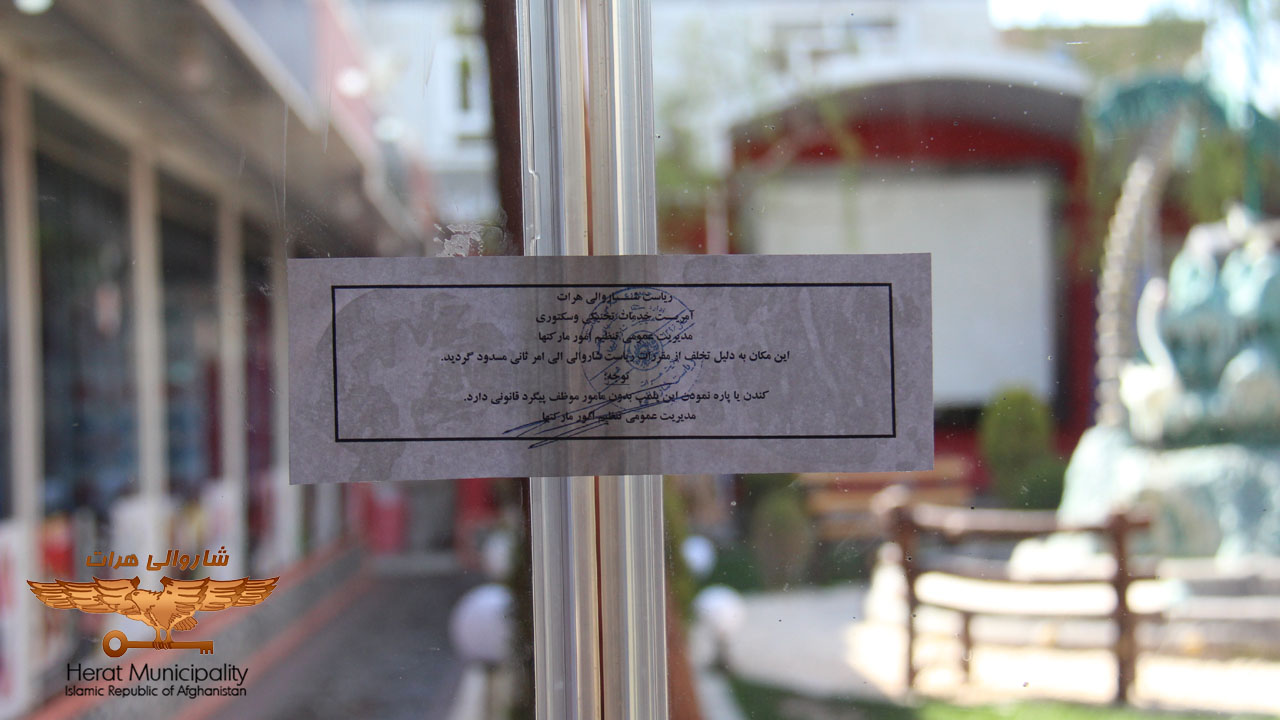 ریاست شاروالی هرات
آمریت خدمات تخنیکی وسکتوری
مدیریت عمومی تنظیم امور مارکتها
این مکان به دلیل تخلف از مقررات ریاست شاروالی الی امر ثانی مسدود گردید.
توجه:
کندن یا پاره نمودن این پلمپ بدون مامور موظف پیگرد قانونی دارد.
مدیریت عمومی تنظیم امور مارکتها
شاروالی هرات
Herat Municipality
Islamic Republic of Afghanistan